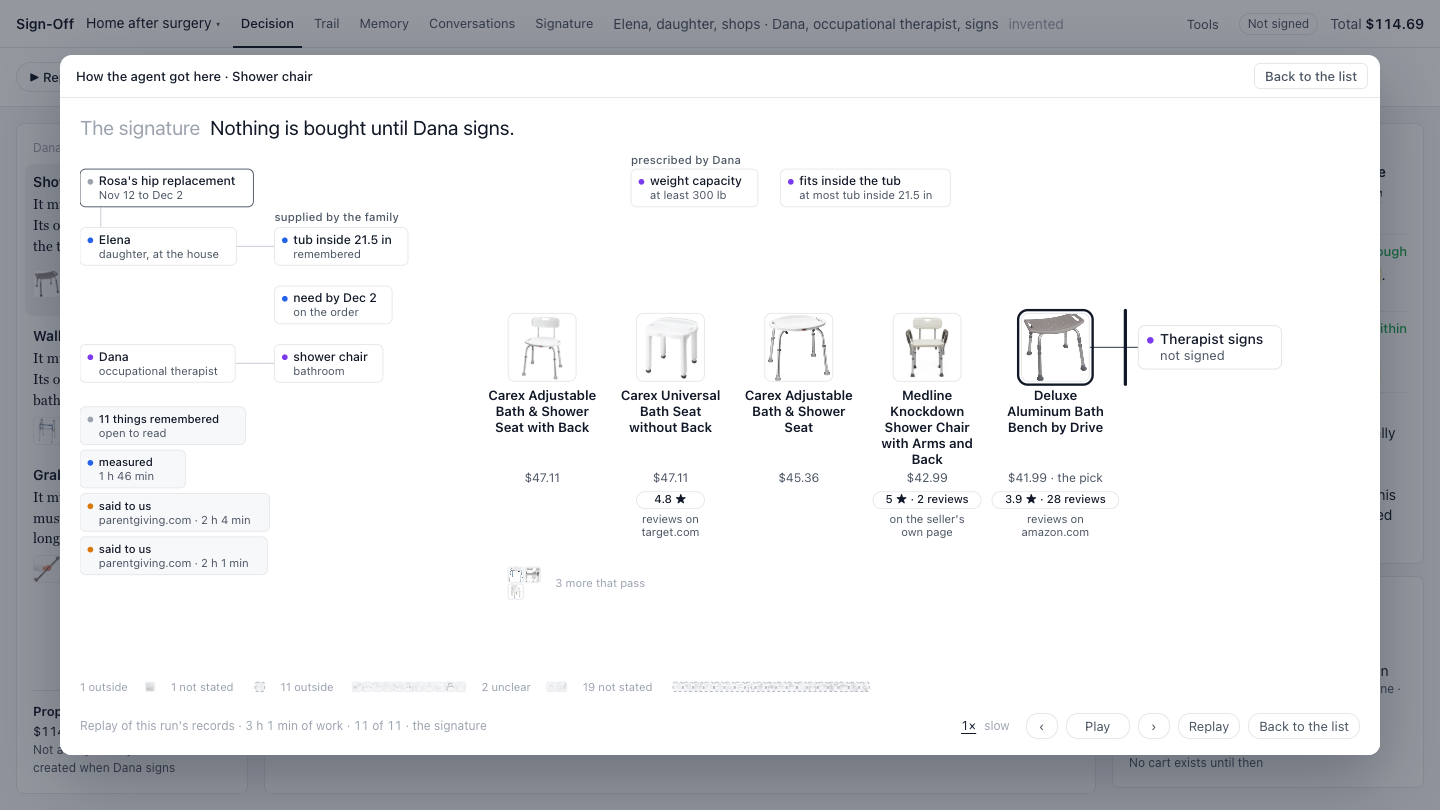 Sign-Off
Home after surgery
Decision
Trail
Memory
Conversations
Signature
Elena, daughter, shops · Dana, occupational therapist, signs
invented
Tools
Not signed
Total $114.69
How the agent got here · Shower chair
Back to the list
The signature Nothing is bought until Dana signs.
prescribed by Dana
Rosa's hip replacement
Nov 12 to Dec 2
weight capacity
at least 300 lb
fits inside the tub
at most tub inside 21.5 in
supplied by the family
Elena
daughter, at the house
tub inside 21.5 in
remembered
need by Dec 2
on the order
Dana
occupational therapist
shower chair
bathroom
Therapist signs
not signed
11 things remembered
open to read
measured
1 h 46 min
said to us
parentgiving.com · 2 h 4 min
said to us
parentgiving.com · 2 h 1 min
Carex Adjustable
Bath & Shower
Seat with Back
$47.11
Carex Universal
Bath Seat
without Back
$47.11
4.8 ★
reviews on
target.com
Carex Adjustable
Bath & Shower
Seat
$45.36
Medline
Knockdown
Shower Chair
with Arms and
Back
$42.99
5 ★ · 2 reviews
on the seller's
own page
Deluxe
Aluminum Bath
Bench by Drive
$41.99 · the pick
3.9 ★ · 28 reviews
reviews on
amazon.com
3 more that pass
1 outside
1 not stated
11 outside
2 unclear
19 not stated
Replay of this run's records · 3 h 1 min of work · 11 of 11 · the signature
1×
slow
‹
Play
›
Replay
Back to the list
created when Dana signs
No cart exists until then